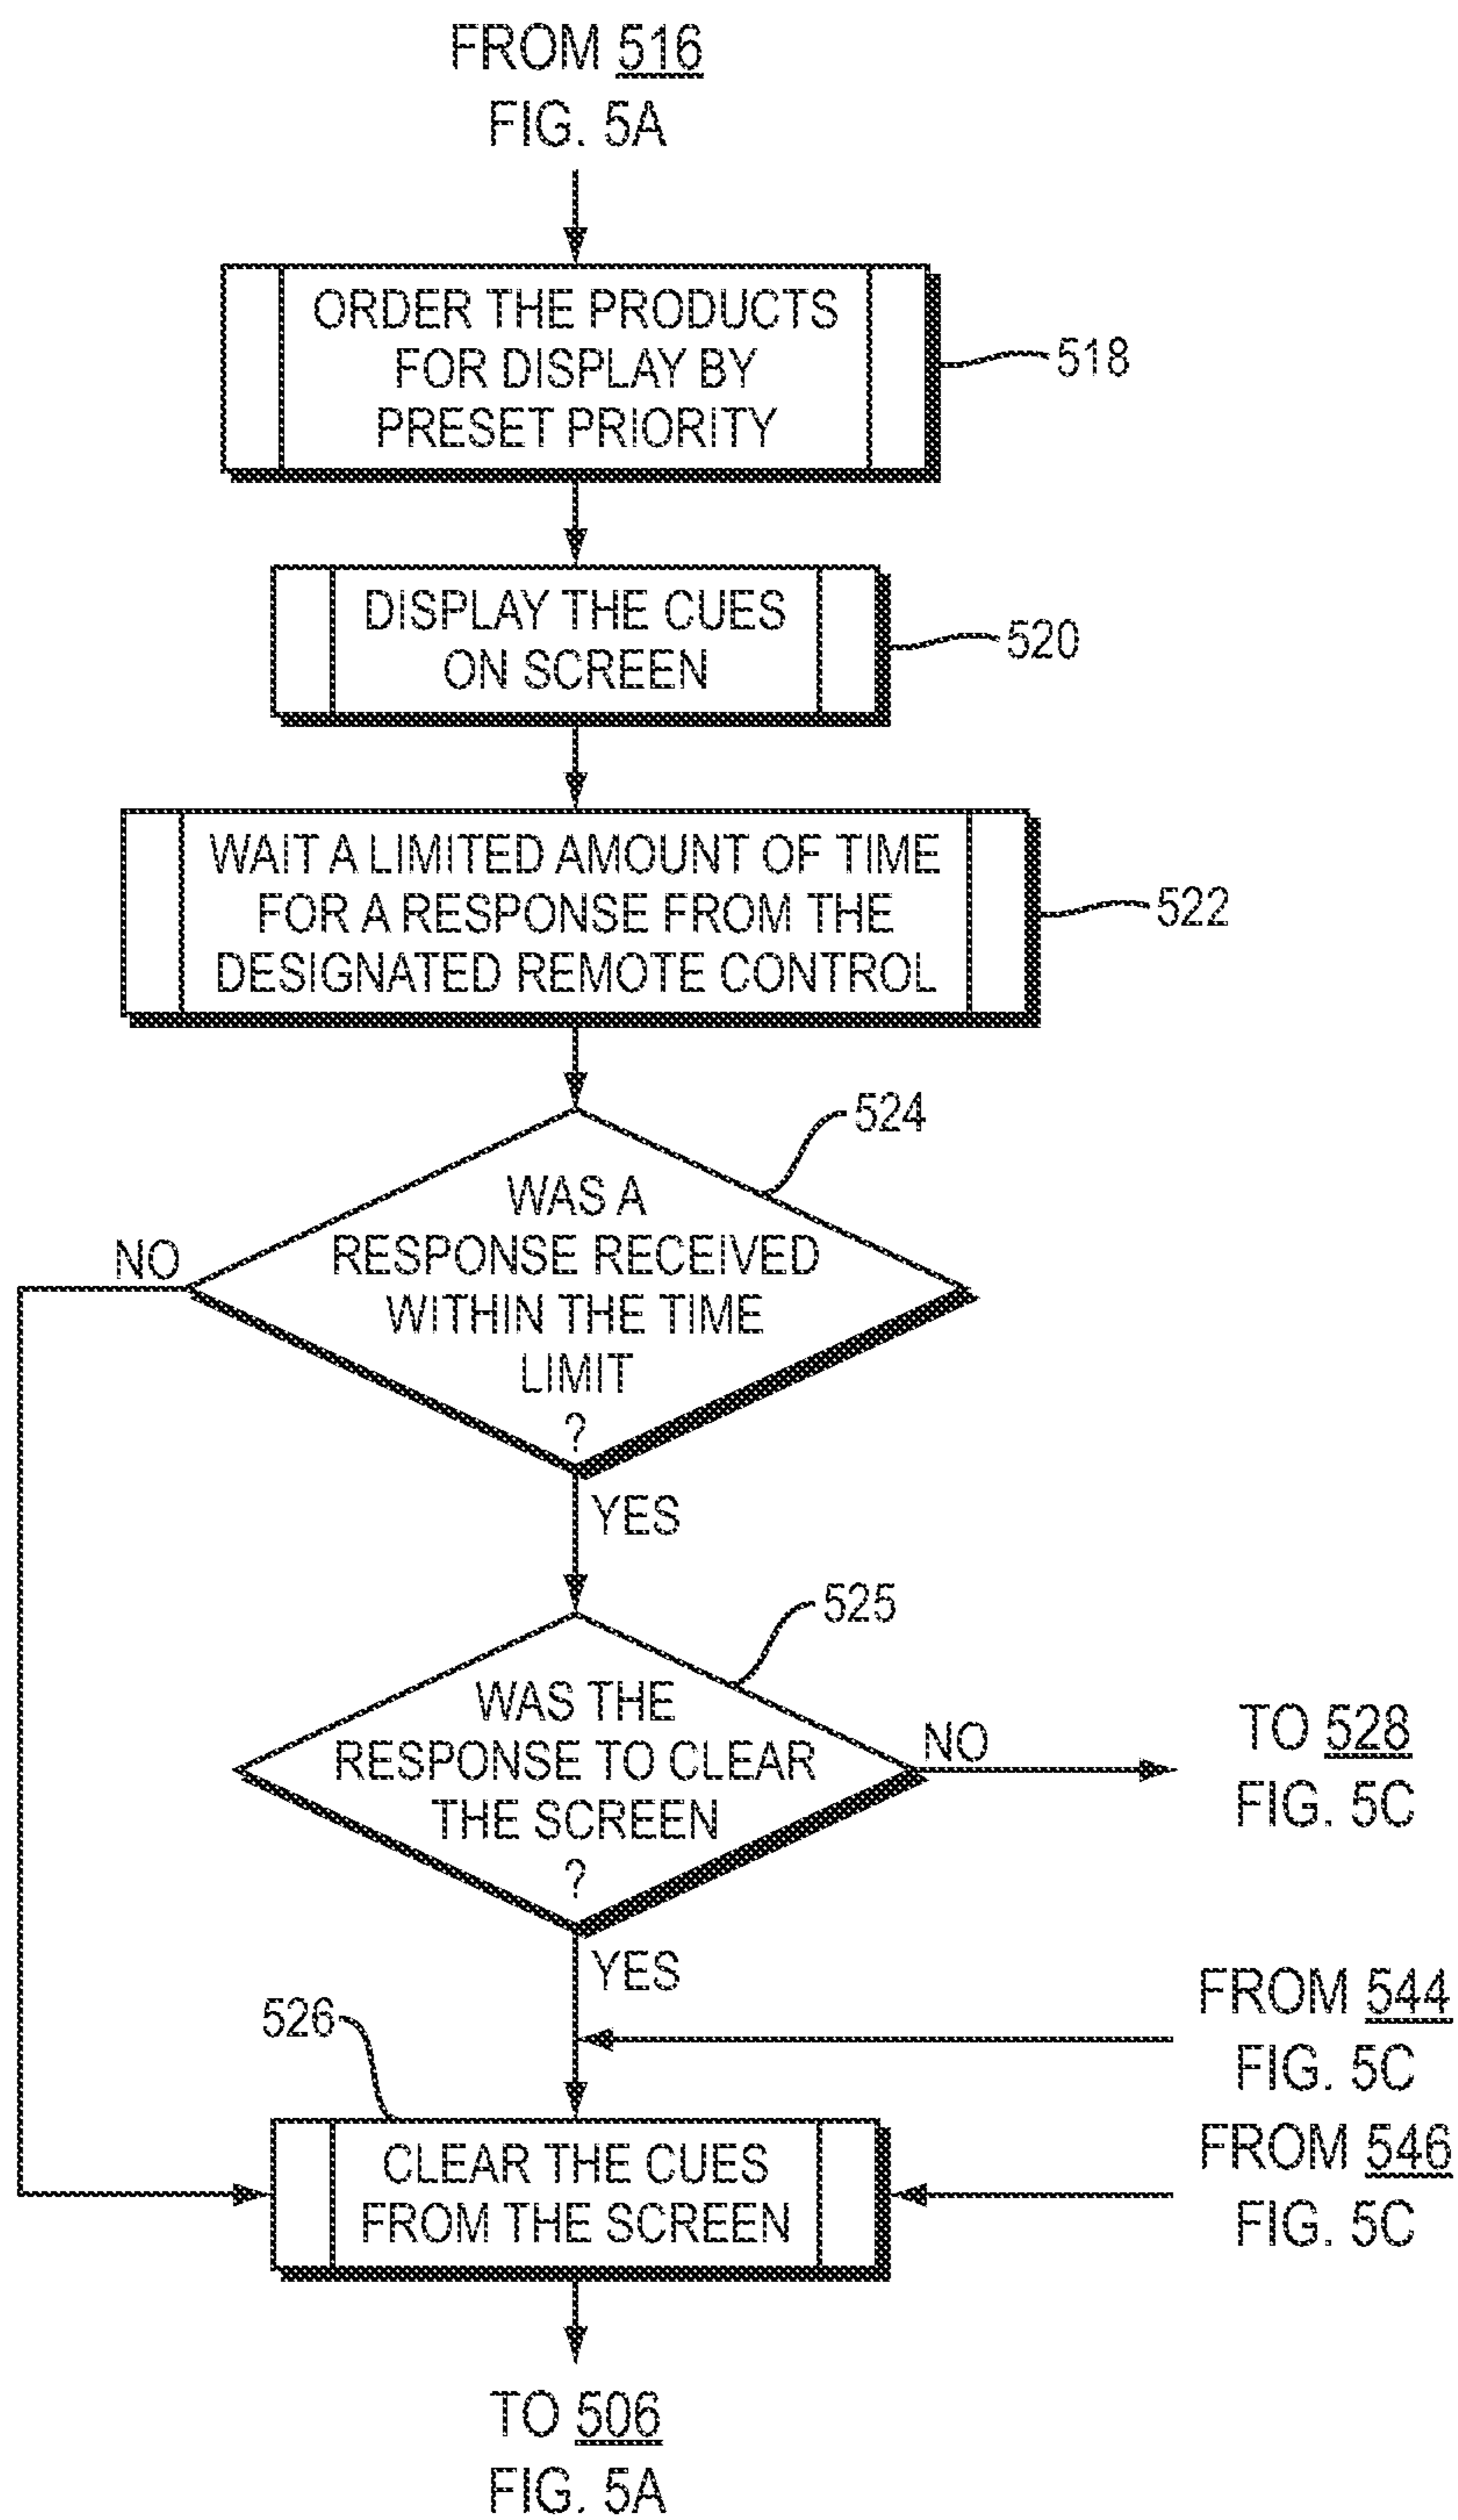 FROM 516
FIG. 5A
ORDER THE PRODUCTS
FOR DISPLAY BY
PRESET PRIORITY
518
DISPLAY THE CUES
ON SCREEN
520
WAIT A LIMITED AMOUNT OF TIME
FOR A RESPONSE FROM THE
DESIGNATED REMOTE CONTROL
522
524
WAS A
RESPONSE RECEIVED
WITHIN THE TIME
LIMIT
?
NO
YES
525
WAS THE
RESPONSE TO CLEAR
THE SCREEN
?
NO
TO 528
FIG. 5C
YES
FROM 544
FIG. 5C
526
CLEAR THE CUES
FROM THE SCREEN
FROM 546
FIG. 5C
TO 506
FIG. 5A